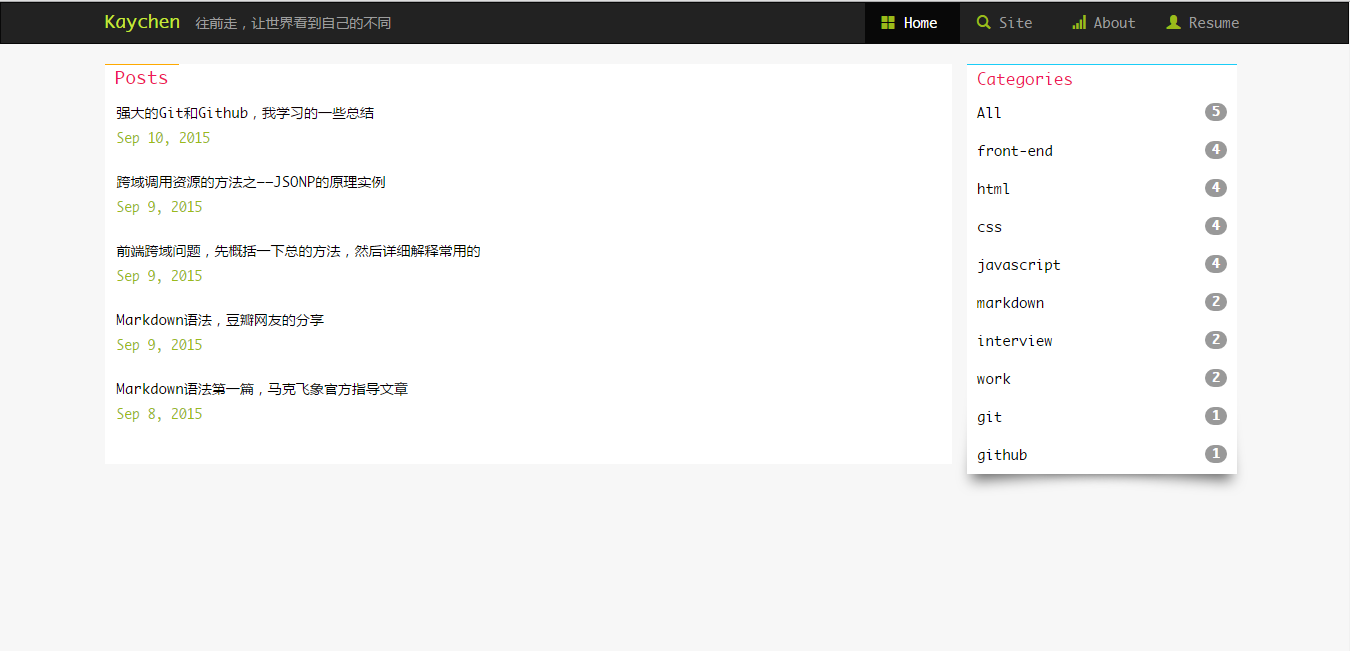 Kaychen 往前走，让世界看到自己的不同 Home Site About Resume
Posts
强大的Git和Github，我学习的一些总结
Sep 10, 2015
跨域调用资源的方法之——JSONP的原理实例
Sep 9, 2015
前端跨域问题，先概括一下总的方法，然后详细解释常用的
Sep 9, 2015
Markdown语法，豆瓣网友的分享
Sep 9, 2015
Markdown语法第一篇，马克飞象官方指导文章
Sep 8, 2015
Categories
All 5
front-end 4
html 4
css 4
javascript 4
markdown 2
interview 2
work 2
git 1
github 1